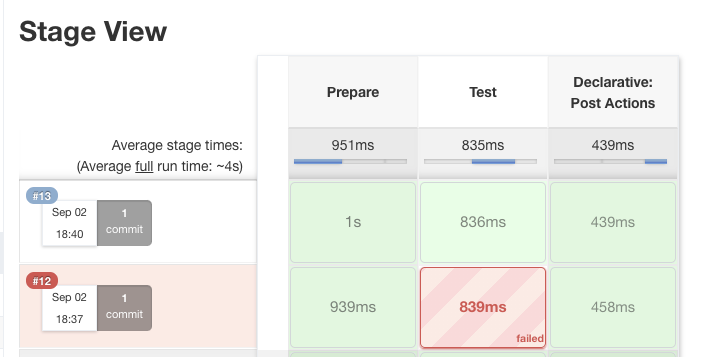 Stage View
Prepare
Test
Declarative:
Post Actions
Average stage times:
(Average full run time: ~4s)
951ms
835ms
439ms
#13
Sep 02
18:40
1
commit
1s
836ms
439ms
#12
Sep 02
18:37
1
commit
939ms
839ms
failed
458ms